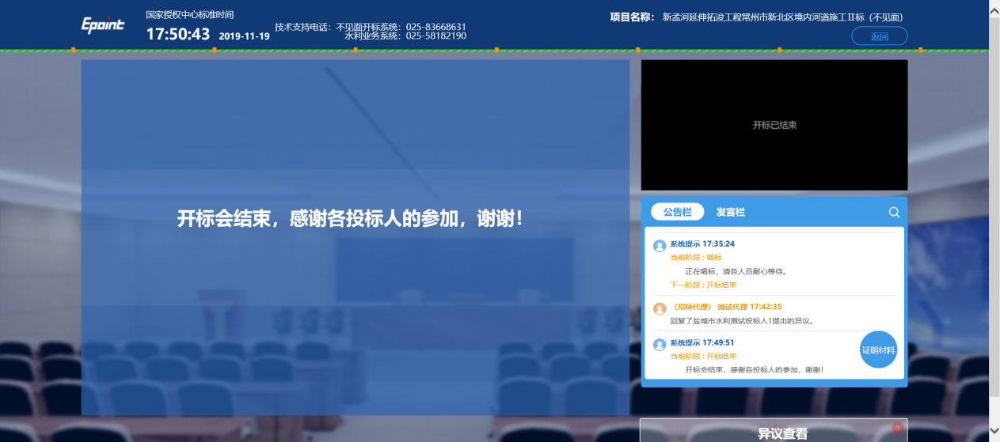 Epoint
国家授权中心标准时间
17:50:43 2019-11-19
技术支持电话：不见面开标系统：025-83668631
水利业务系统：025-58182190
项目名称： 新孟河延伸拓浚工程常州市新北区境内河道施工Ⅱ标（不见面）
返回
开标会结束，感谢各投标人的参加，谢谢！
开标已结束
公告栏 发言栏
系统提示 17:35:24
当前阶段：唱标
正在唱标，请各人员耐心等待。
下一阶段：开标结束
（招标代理） 测试代理 17:42:35
回复了盐城市水利测试投标人1提出的异议。
系统提示 17:49:51
当前阶段：开标结束
开标会结束，感谢各投标人的参加，谢谢！
证明材料
异议查看